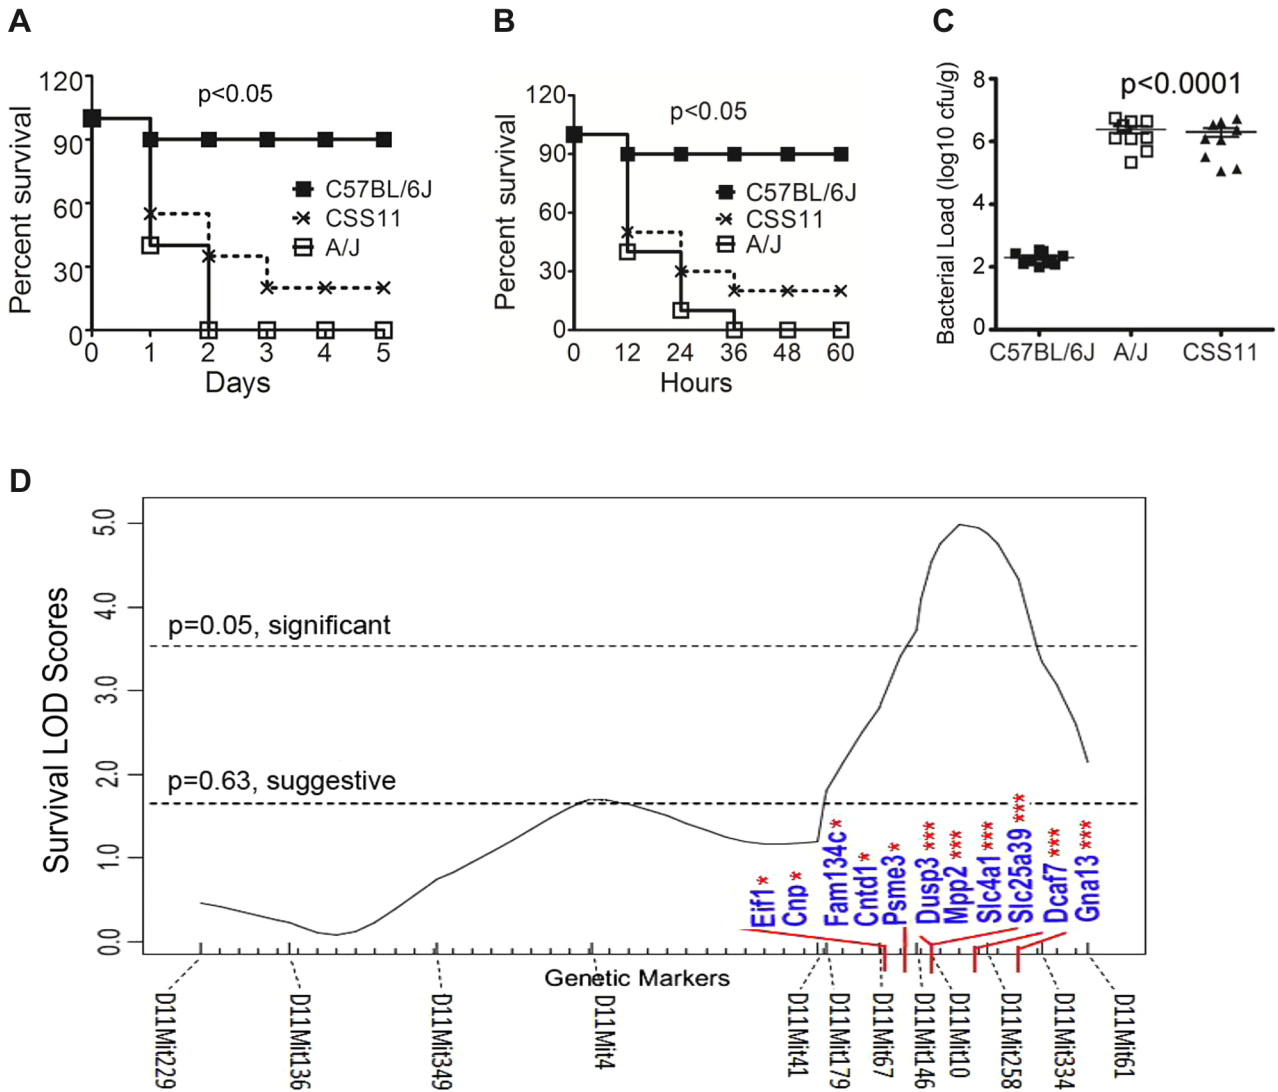 A
120
90
60
30
0
Percent survival
p<0.05
C57BL/6J
CSS11
A/J
0 1 2 3 4 5
Days
B
120
90
60
30
0
Percent survival
p<0.05
C57BL/6J
CSS11
A/J
0 12 24 36 48 60
Hours
C
Bacterial Load (log10 cfu/g)
8
6
4
2
0
p<0.0001
C57BL/6J A/J CSS11
D
Survival LOD Scores
5.0
4.0
3.0
2.0
1.0
0.0
p=0.05, significant
p=0.63, suggestive
Eif1*
Cnp*
Fam134c*
Cntd1*
Psme3*
Dusp3***
Mpp2***
Slc4a1***
Slc25a39***
Dcaf7***
Gna13***
Genetic Markers
D11Mit229
D11Mit136
D11Mit349
D11Mit4
D11Mit41
D11Mit179
D11Mit67
D11Mit146
D11Mit10
D11Mit258
D11Mit334
D11Mit61